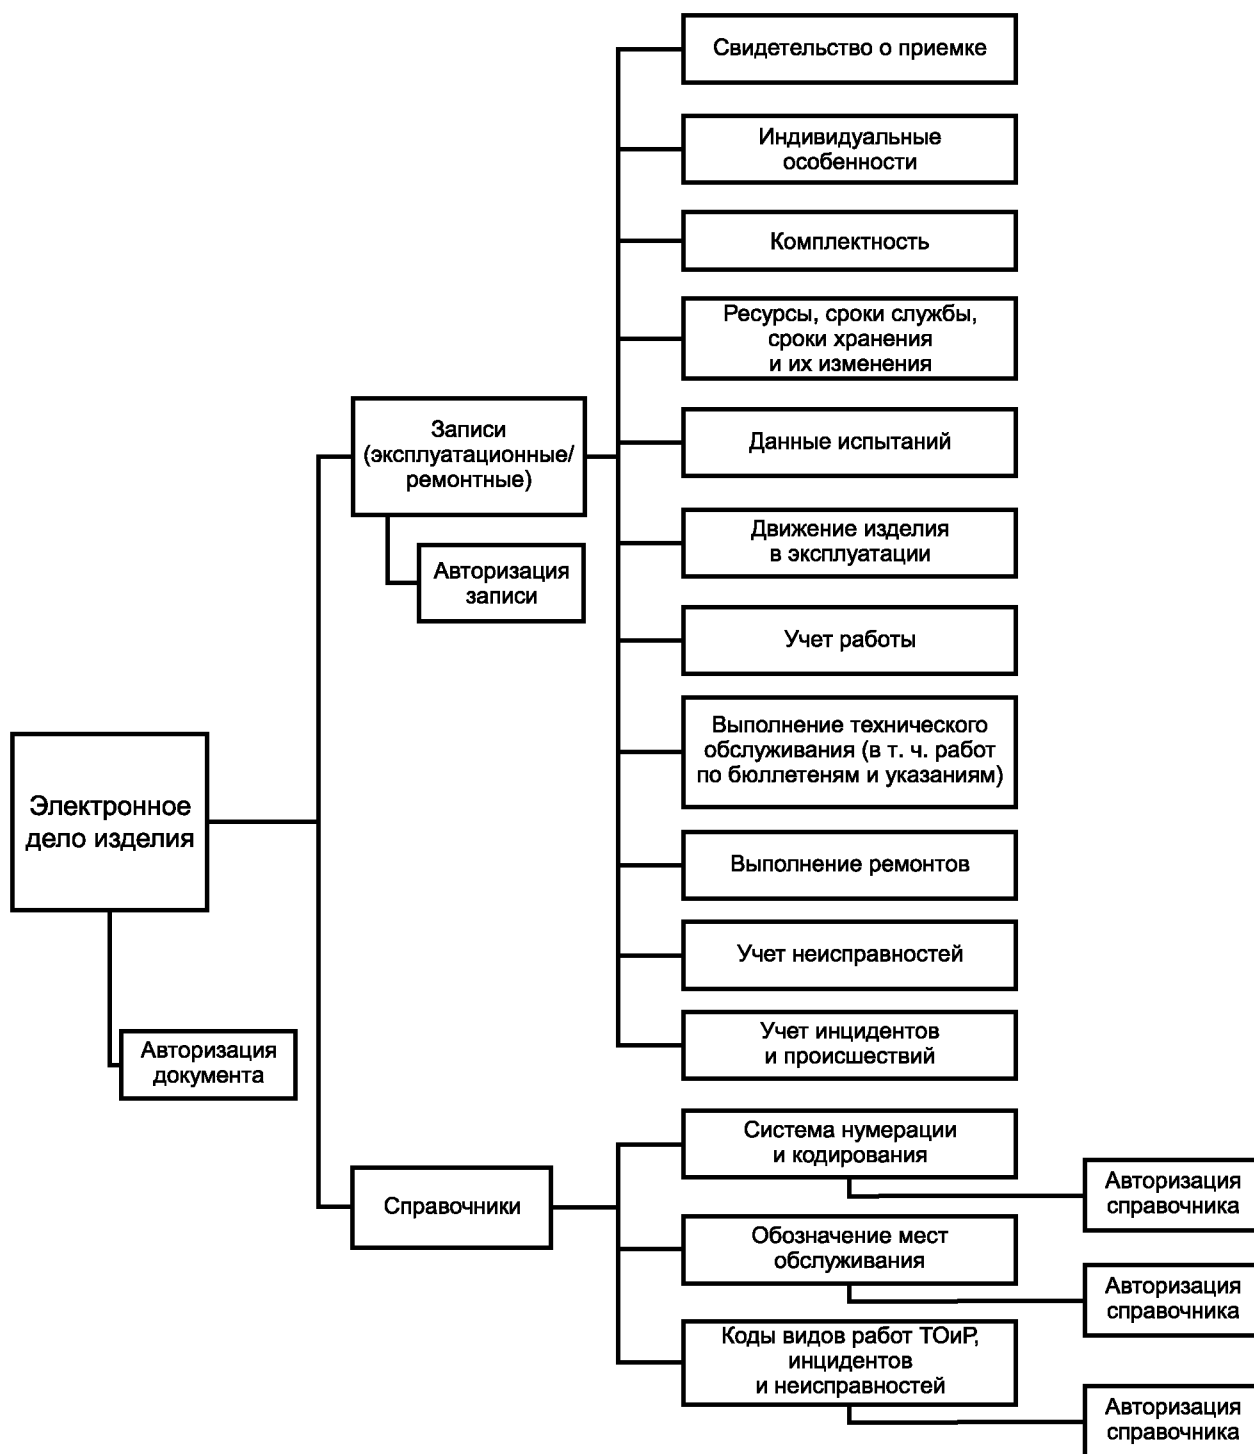 Свидетельство о приемке
Индивидуальные
особенности
Комплектность
Ресурсы, сроки службы,
сроки хранения
и их изменения
Записи
(эксплуатационные/
ремонтные)
Данные испытаний
Движение изделия
в эксплуатации
Авторизация
записи
Учет работы
Выполнение технического
обслуживания (в т. ч. работ
по бюллетеням и указаниям)
Электронное
дело изделия
Выполнение ремонтов
Учет неисправностей
Учет инцидентов
и происшествий
Авторизация
документа
Система нумерации
и кодирования
Авторизация
справочника
Справочники
Обозначение мест
обслуживания
Авторизация
справочника
Коды видов работ ТОиР,
инцидентов
и неисправностей
Авторизация
справочника